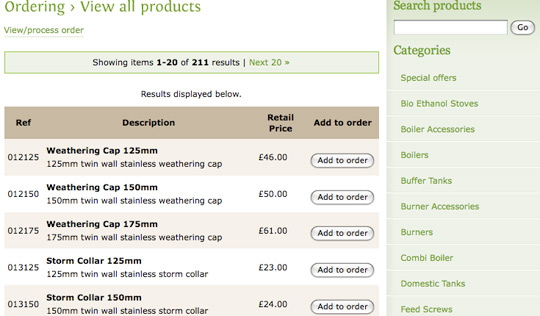 Ordering › View all products
View/process order
Showing items 1-20 of 211 results | Next 20 »
Results displayed below.
Ref Description Retail Price Add to order
012125 Weathering Cap 125mm £46.00 Add to order
125mm twin wall stainless weathering cap
012150 Weathering Cap 150mm £50.00 Add to order
150mm twin wall stainless weathering cap
012175 Weathering Cap 175mm £61.00 Add to order
175mm twin wall stainless weathering cap
013125 Storm Collar 125mm £23.00 Add to order
125mm twin wall stainless storm collar
013150 Storm Collar 150mm £24.00 Add to order
150mm twin wall stainless storm collar
Search products
Go
Categories
Special offers
Bio Ethanol Stoves
Boiler Accessories
Boilers
Buffer Tanks
Burner Accessories
Burners
Combi Boiler
Domestic Tanks
Feed Screws